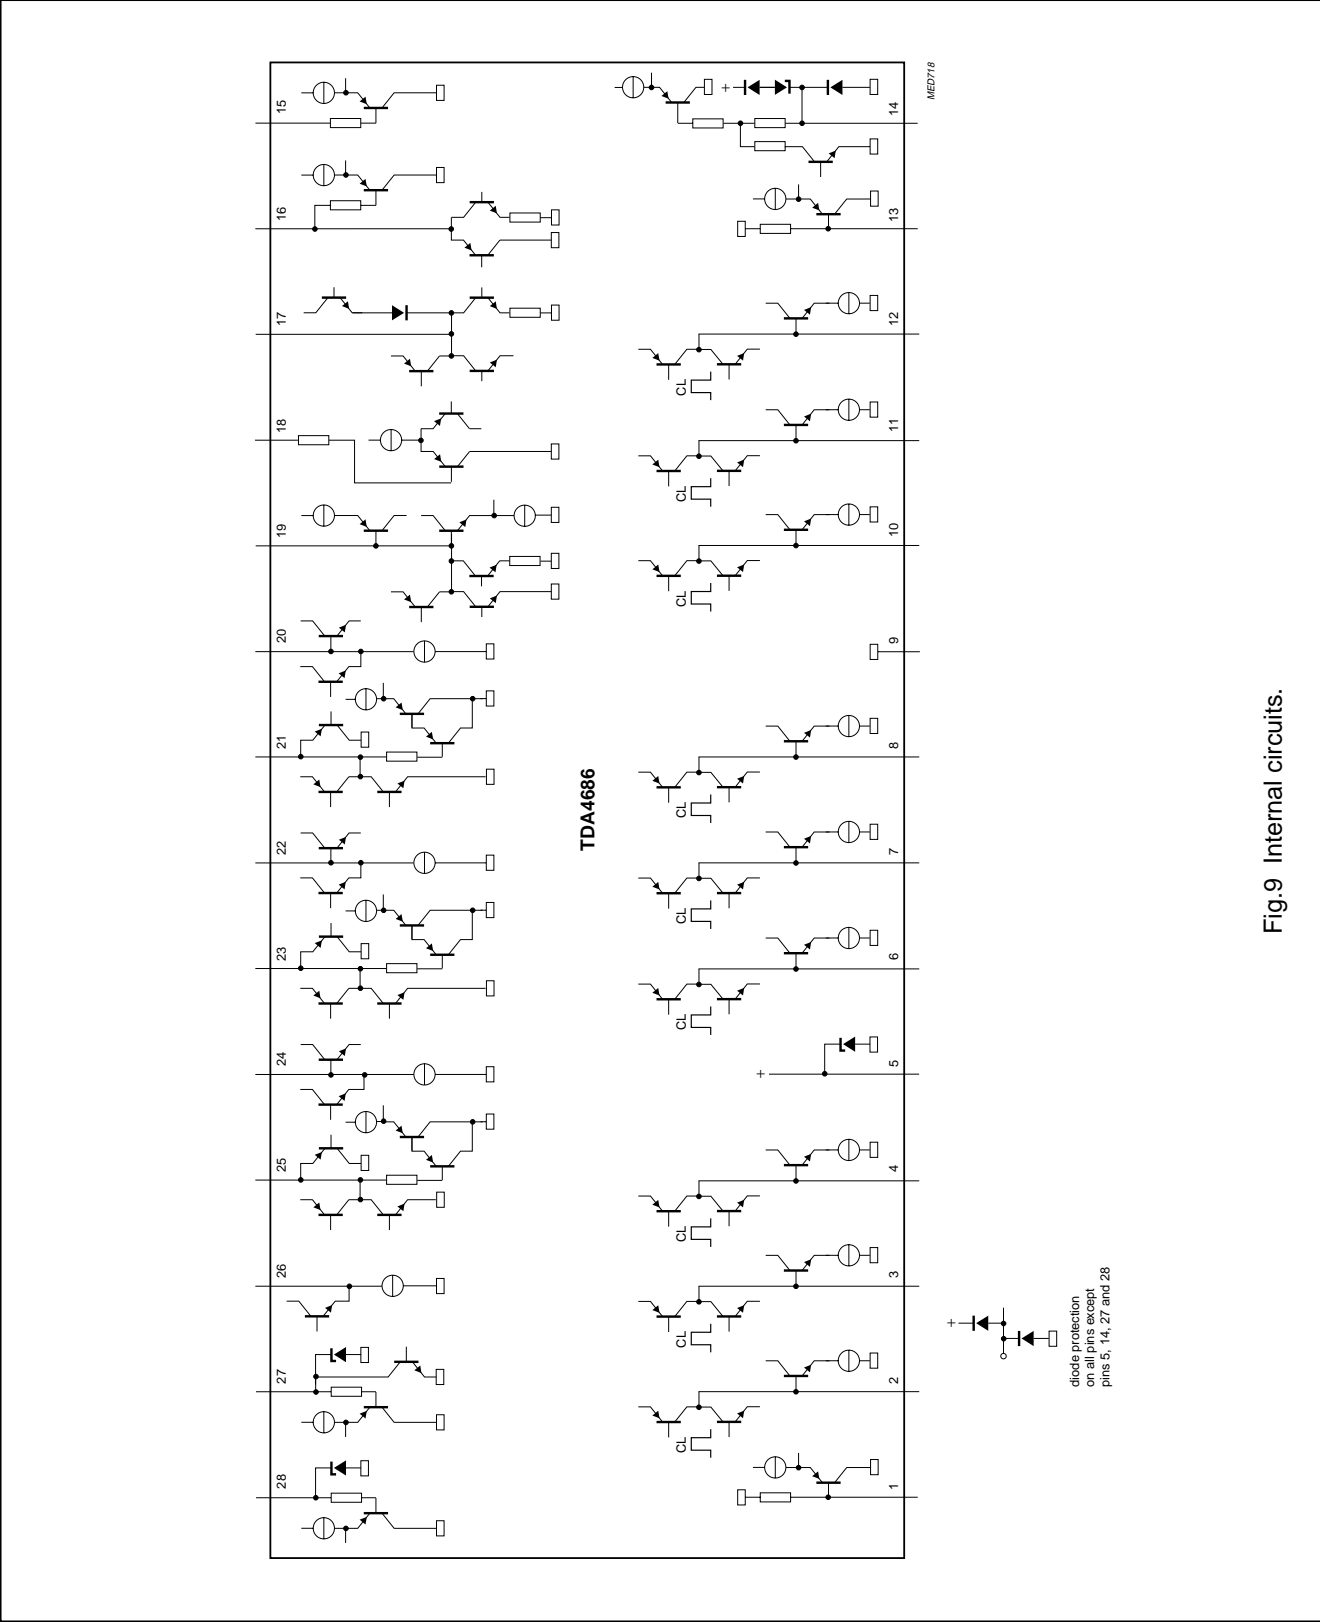 28
27
26
25
24
23
22
21
20
19
18
17
16
15
TDA4686
CL
CL
CL
CL
CL
CL
CL
CL
CL
+
+
1
2
3
4
5
6
7
8
9
10
11
12
13
14
MED718
+
diode protection
on all pins except
pins 5, 14, 27 and 28
Fig.9 Internal circuits.